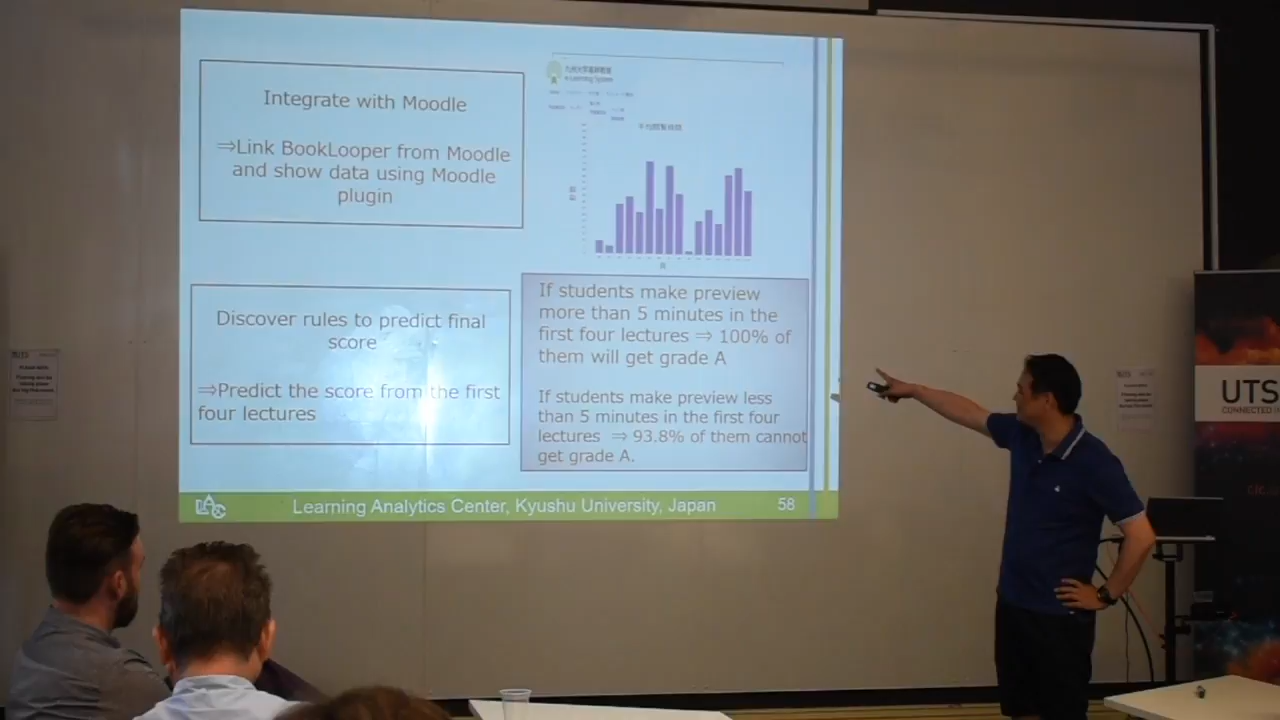 Integrate with Moodle
⇒Link BookLooper from Moodle
and show data using Moodle
plugin
e-Learning System
Discover rules to predict final
score
⇒Predict the score from the first
four lectures
If students make preview
more than 5 minutes in the
first four lectures ⇒ 100% of
them will get grade A
If students make preview less
than 5 minutes in the first four
lectures ⇒ 93.8% of them cannot
get grade A.
Learning Analytics Center, Kyushu University, Japan
58
UTS
CONNECTED